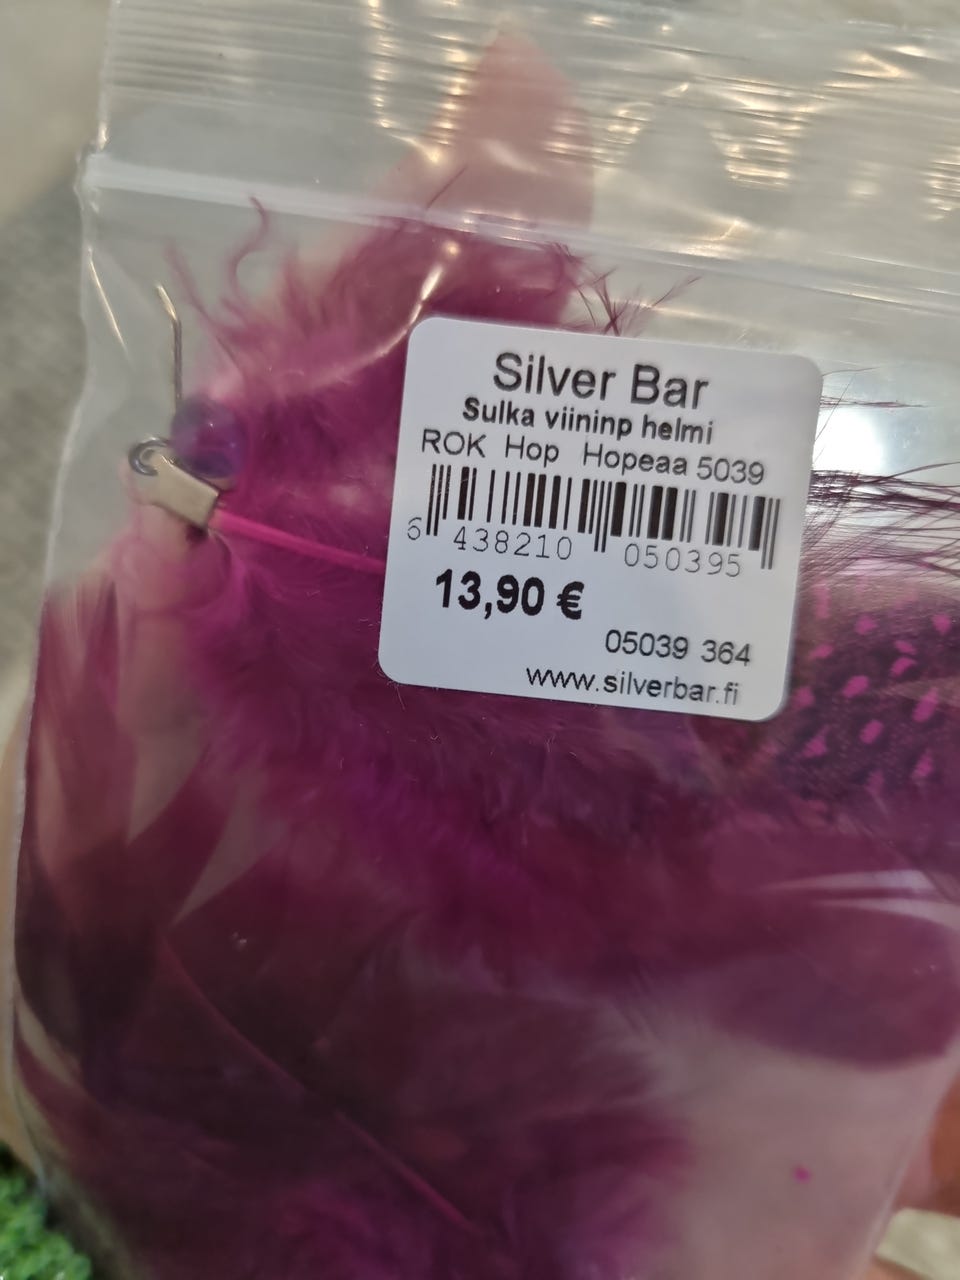 Silver Bar
Sulka viininp helmi
ROK Hop Hopeaa 5039
6 438210 050395
13,90 €
05039 364
www.silverbar.fi